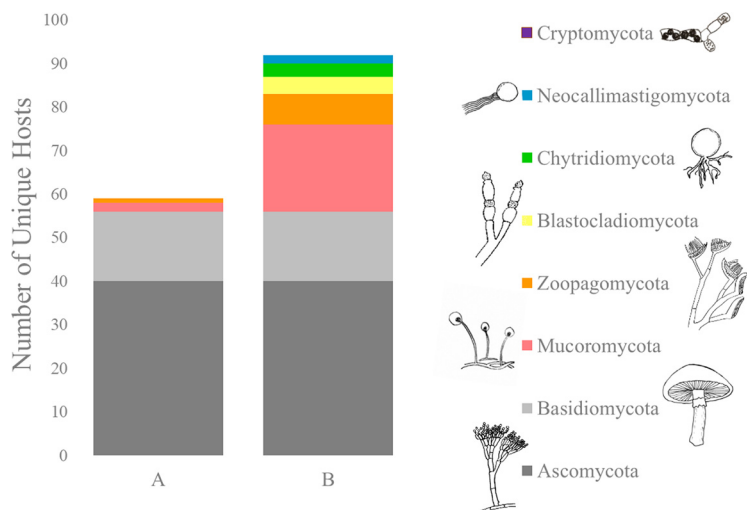 100
90
80
70
60
50
40
30
20
10
0
Number of Unique Hosts
A
B
Cryptomycota
Neocallimastigomycota
Chytridiomycota
Blastocladiomycota
Zoopagomycota
Mucoromycota
Basidiomycota
Ascomycota